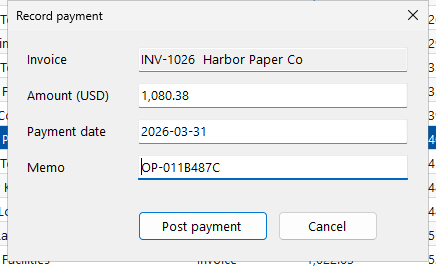 Record payment
Invoice INV-1026 Harbor Paper Co
Amount (USD) 1,080.38
Payment date 2026-03-31
Memo OP-011B487C
Post payment Cancel
Facilities Invoice